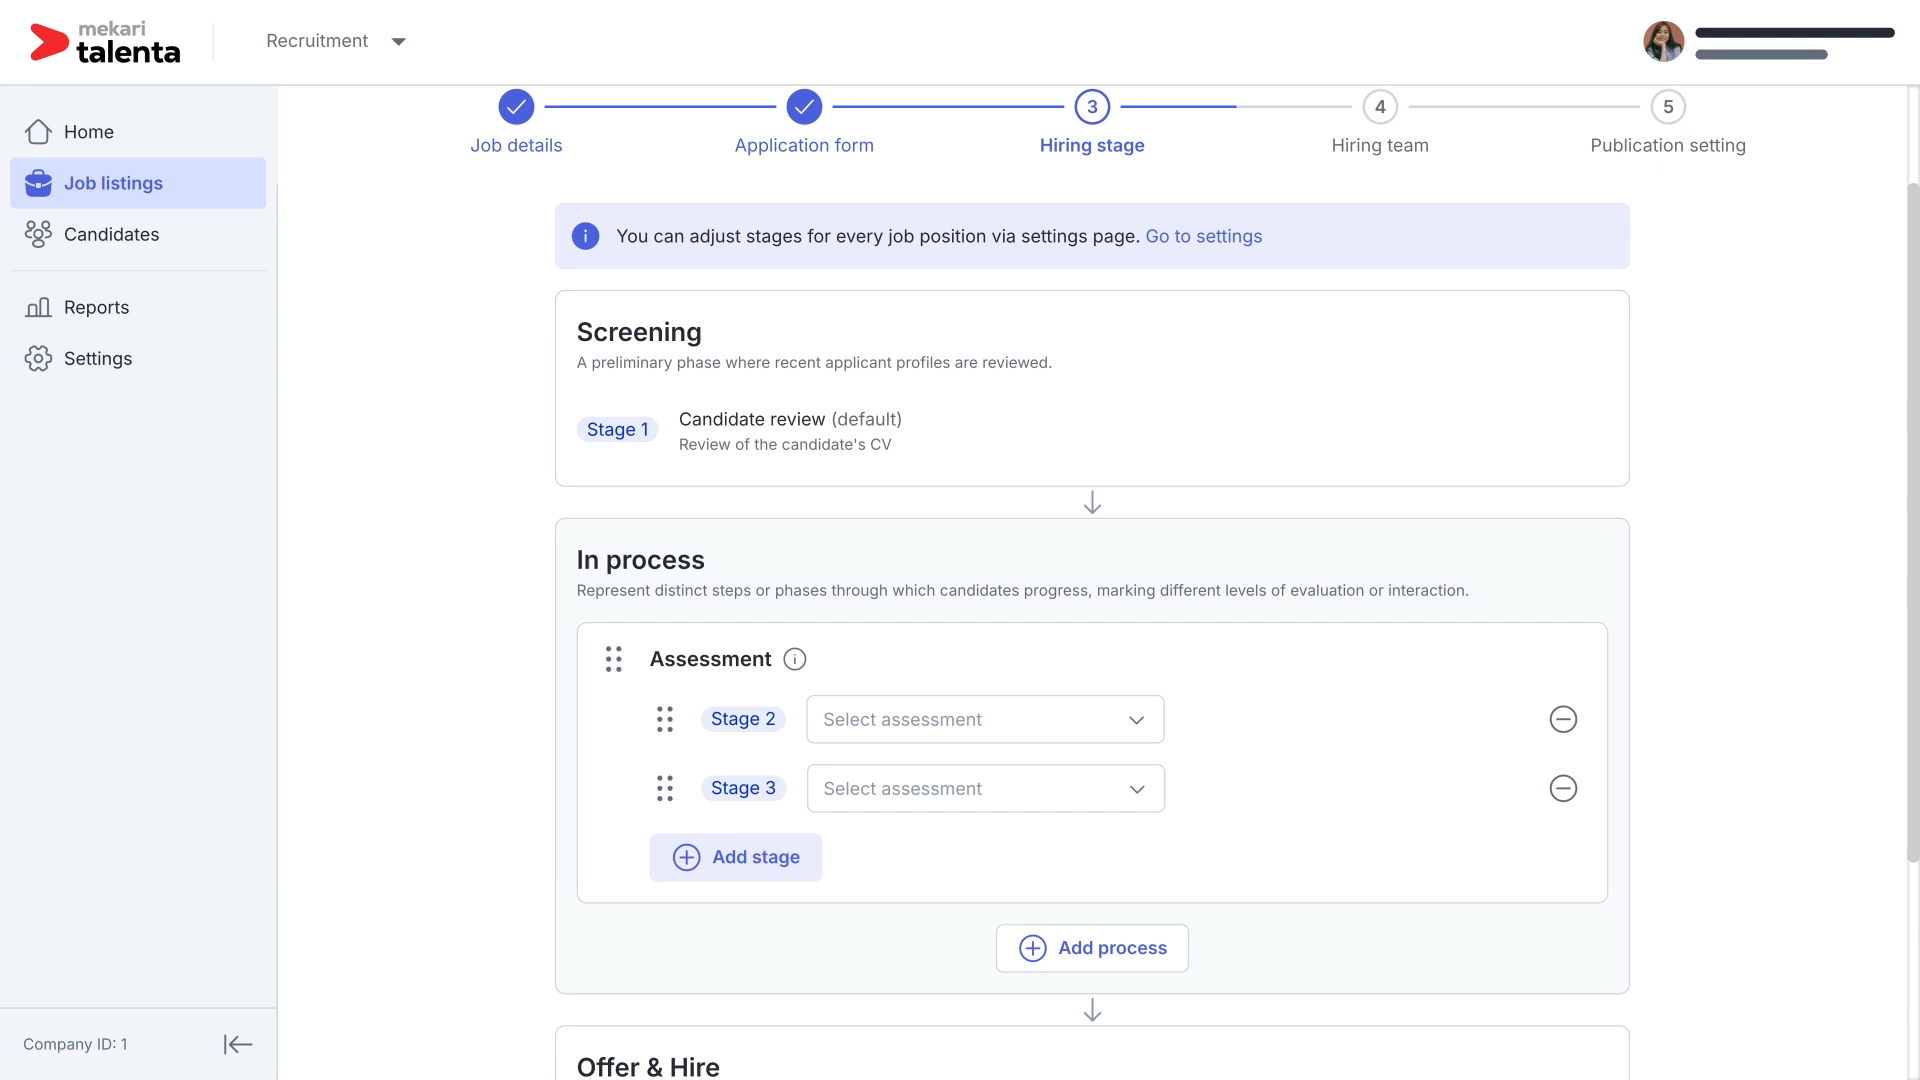 mekari
talenta
Recruitment
Home
Job listings
Candidates
Reports
Settings
Company ID: 1
3
4
5
Job details
Application form
Hiring stage
Hiring team
Publication setting
You can adjust stages for every job position via settings page. Go to settings
Screening
A preliminary phase where recent applicant profiles are reviewed.
Stage 1
Candidate review (default)
Review of the candidate's CV
In process
Represent distinct steps or phases through which candidates progress, marking different levels of evaluation or interaction.
Assessment
Stage 2
Select assessment
Stage 3
Select assessment
Add stage
Add process
Offer & Hire